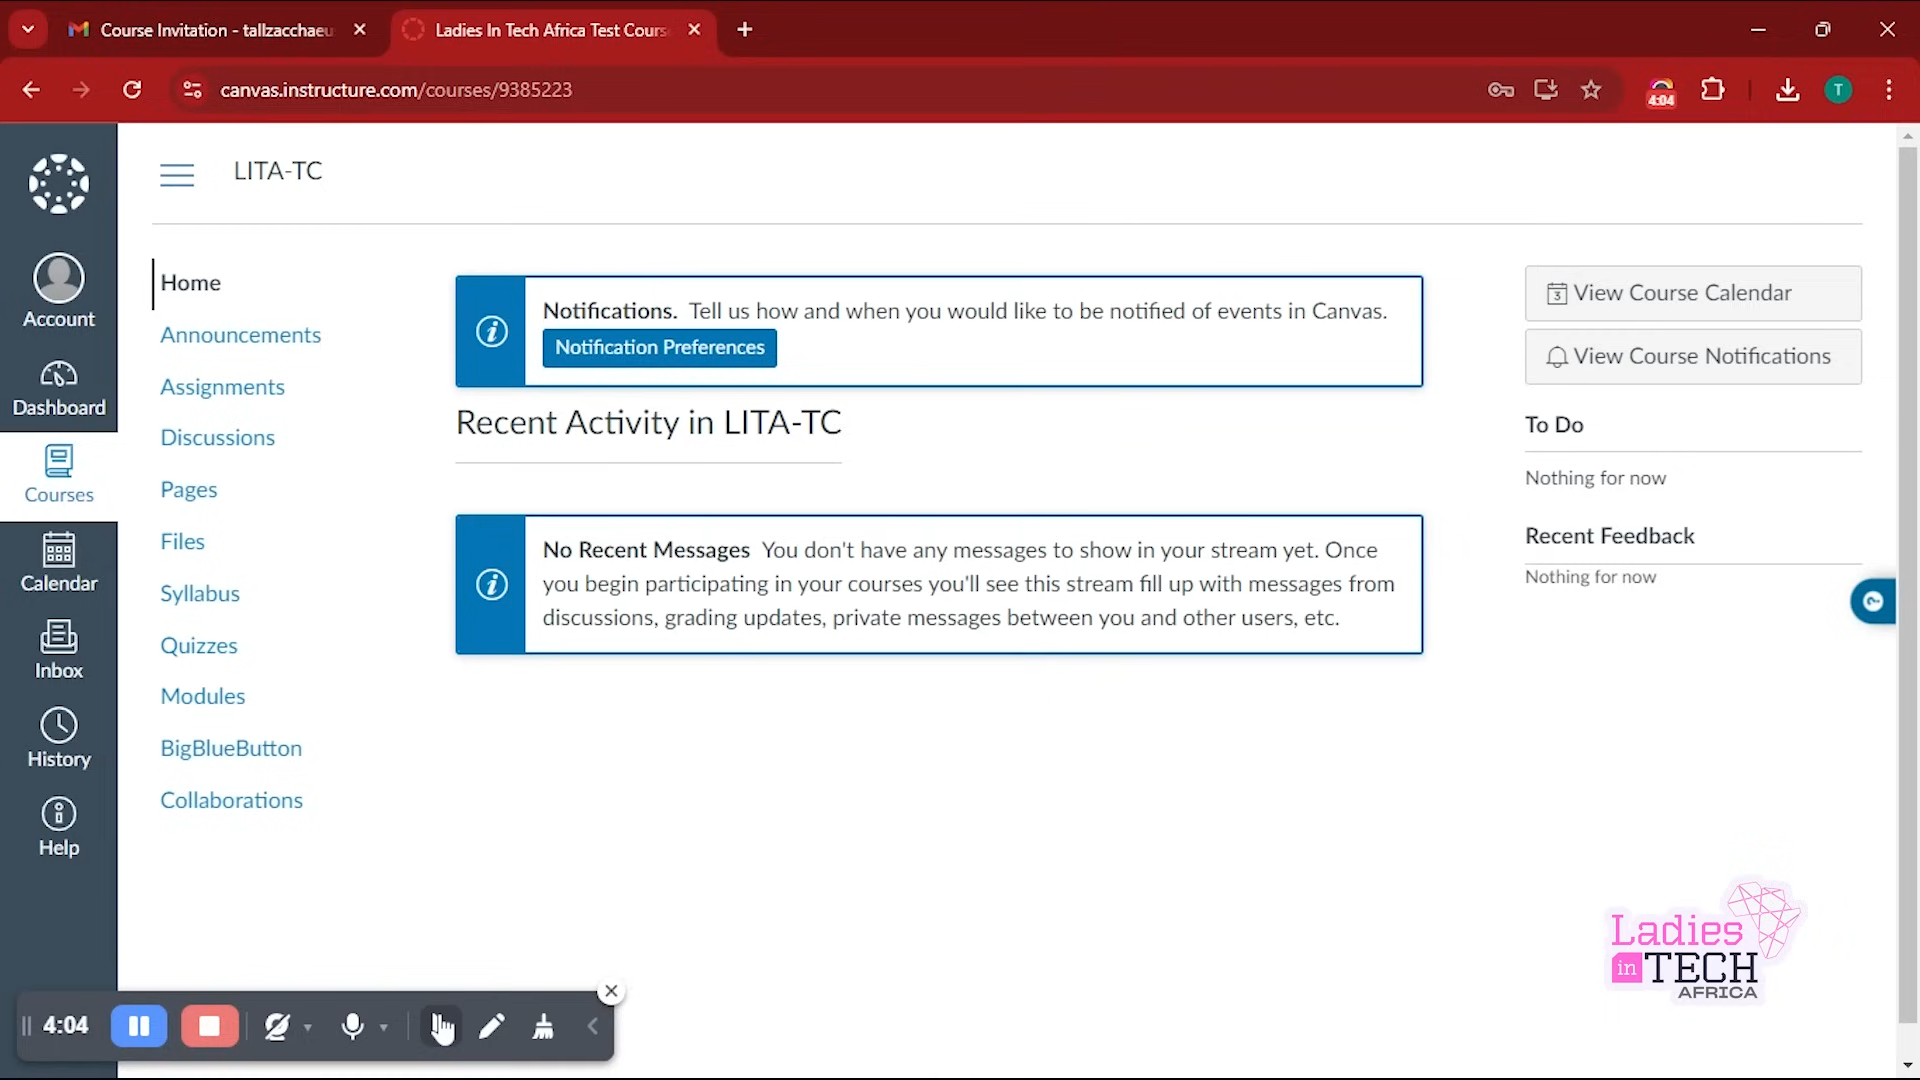 Course Invitation - tallzacchaeu
Ladies In Tech Africa Test Cours
canvas.instructure.com/courses/9385223
4:04
T
LITA-TC
Account
Dashboard
Courses
Calendar
Inbox
History
Help
Home
Announcements
Assignments
Discussions
Pages
Files
Syllabus
Quizzes
Modules
BigBlueButton
Collaborations
Notifications. Tell us how and when you would like to be notified of events in Canvas.
Notification Preferences
Recent Activity in LITA-TC
No Recent Messages You don't have any messages to show in your stream yet. Once
you begin participating in your courses you'll see this stream fill up with messages from
discussions, grading updates, private messages between you and other users, etc.
3 View Course Calendar
View Course Notifications
To Do
Nothing for now
Recent Feedback
Nothing for now
Ladies
in TECH
AFRICA
4:04